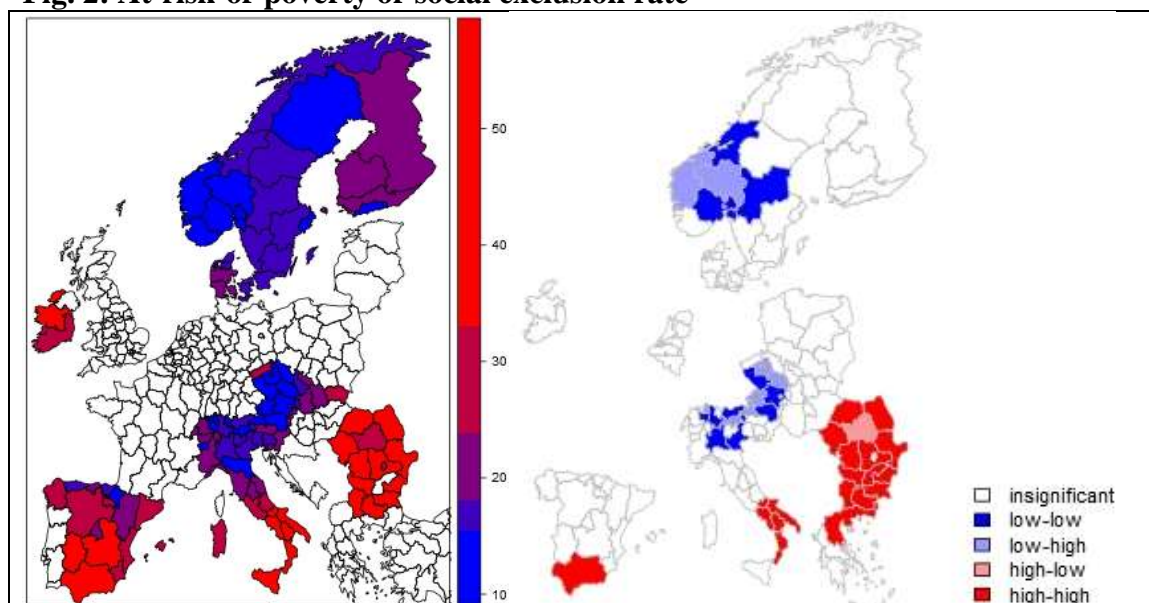 Fig. 2: At-risk-of-poverty or social exclusion rate
50
40
30
20
10
insignificant
low-low
low-high
high-low
high-high